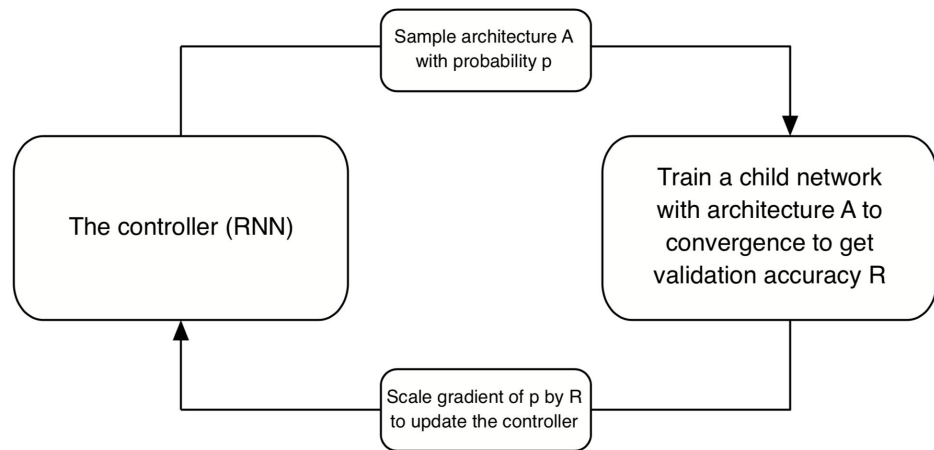 Sample architecture A
with probability p
The controller (RNN)
Train a child network
with architecture A to
convergence to get
validation accuracy R
Scale gradient of p by R
to update the controller